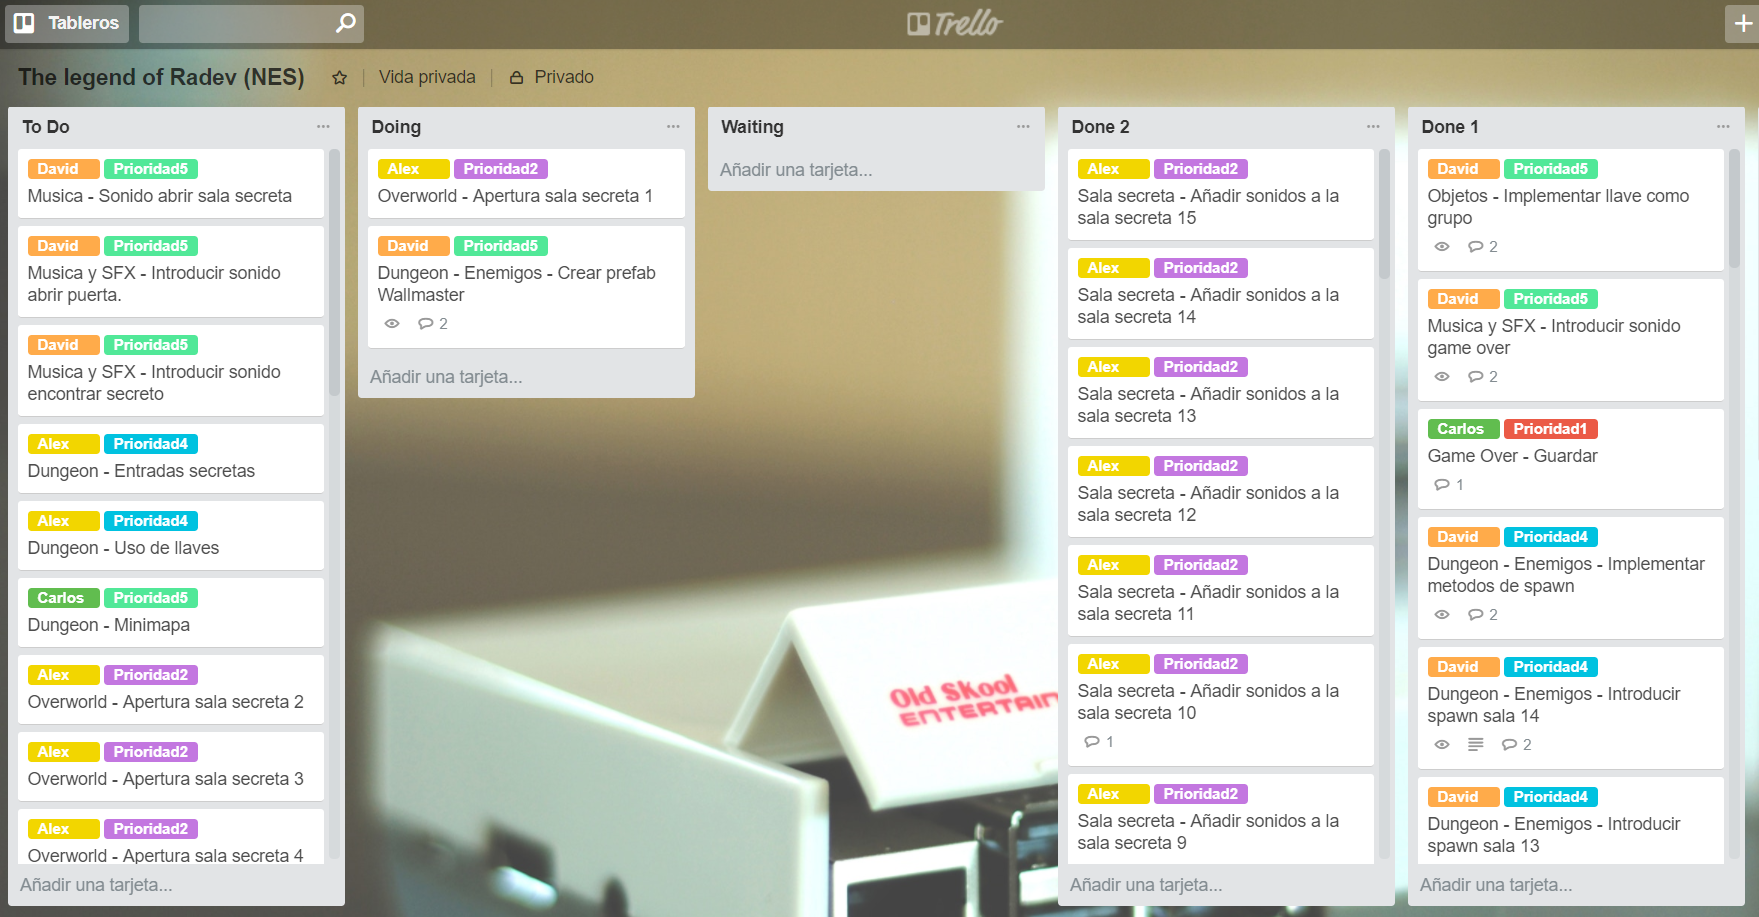 Tableros
Trello
The legend of Radev (NES)
Vida privada
Privado
To Do
David Prioridad5
Musica - Sonido abrir sala secreta
David Prioridad5
Musica y SFX - Introducir sonido
abrir puerta.
David Prioridad5
Musica y SFX - Introducir sonido
encontrar secreto
Alex Prioridad4
Dungeon - Entradas secretas
Alex Prioridad4
Dungeon - Uso de llaves
Carlos Prioridad5
Dungeon - Minimapa
Alex Prioridad2
Overworld - Apertura sala secreta 2
Alex Prioridad2
Overworld - Apertura sala secreta 3
Alex Prioridad2
Overworld - Apertura sala secreta 4
Añadir una tarjeta...
Doing
Alex Prioridad2
Overworld - Apertura sala secreta 1
David Prioridad5
Dungeon - Enemigos - Crear prefab
Wallmaster
2
Añadir una tarjeta...
Waiting
Añadir una tarjeta...
Old Skool
ENTERTAIN
Done 2
Alex Prioridad2
Sala secreta - Añadir sonidos a la
sala secreta 15
Alex Prioridad2
Sala secreta - Añadir sonidos a la
sala secreta 14
Alex Prioridad2
Sala secreta - Añadir sonidos a la
sala secreta 13
Alex Prioridad2
Sala secreta - Añadir sonidos a la
sala secreta 12
Alex Prioridad2
Sala secreta - Añadir sonidos a la
sala secreta 11
Alex Prioridad2
Sala secreta - Añadir sonidos a la
sala secreta 10
1
Alex Prioridad2
Sala secreta - Añadir sonidos a la
sala secreta 9
Añadir una tarjeta...
Done 1
David Prioridad5
Objetos - Implementar llave como
grupo
2
David Prioridad5
Musica y SFX - Introducir sonido
game over
2
Carlos Prioridad1
Game Over - Guardar
1
David Prioridad4
Dungeon - Enemigos - Implementar
metodos de spawn
2
David Prioridad4
Dungeon - Enemigos - Introducir
spawn sala 14
2
David Prioridad4
Dungeon - Enemigos - Introducir
spawn sala 13
Añadir una tarjeta...